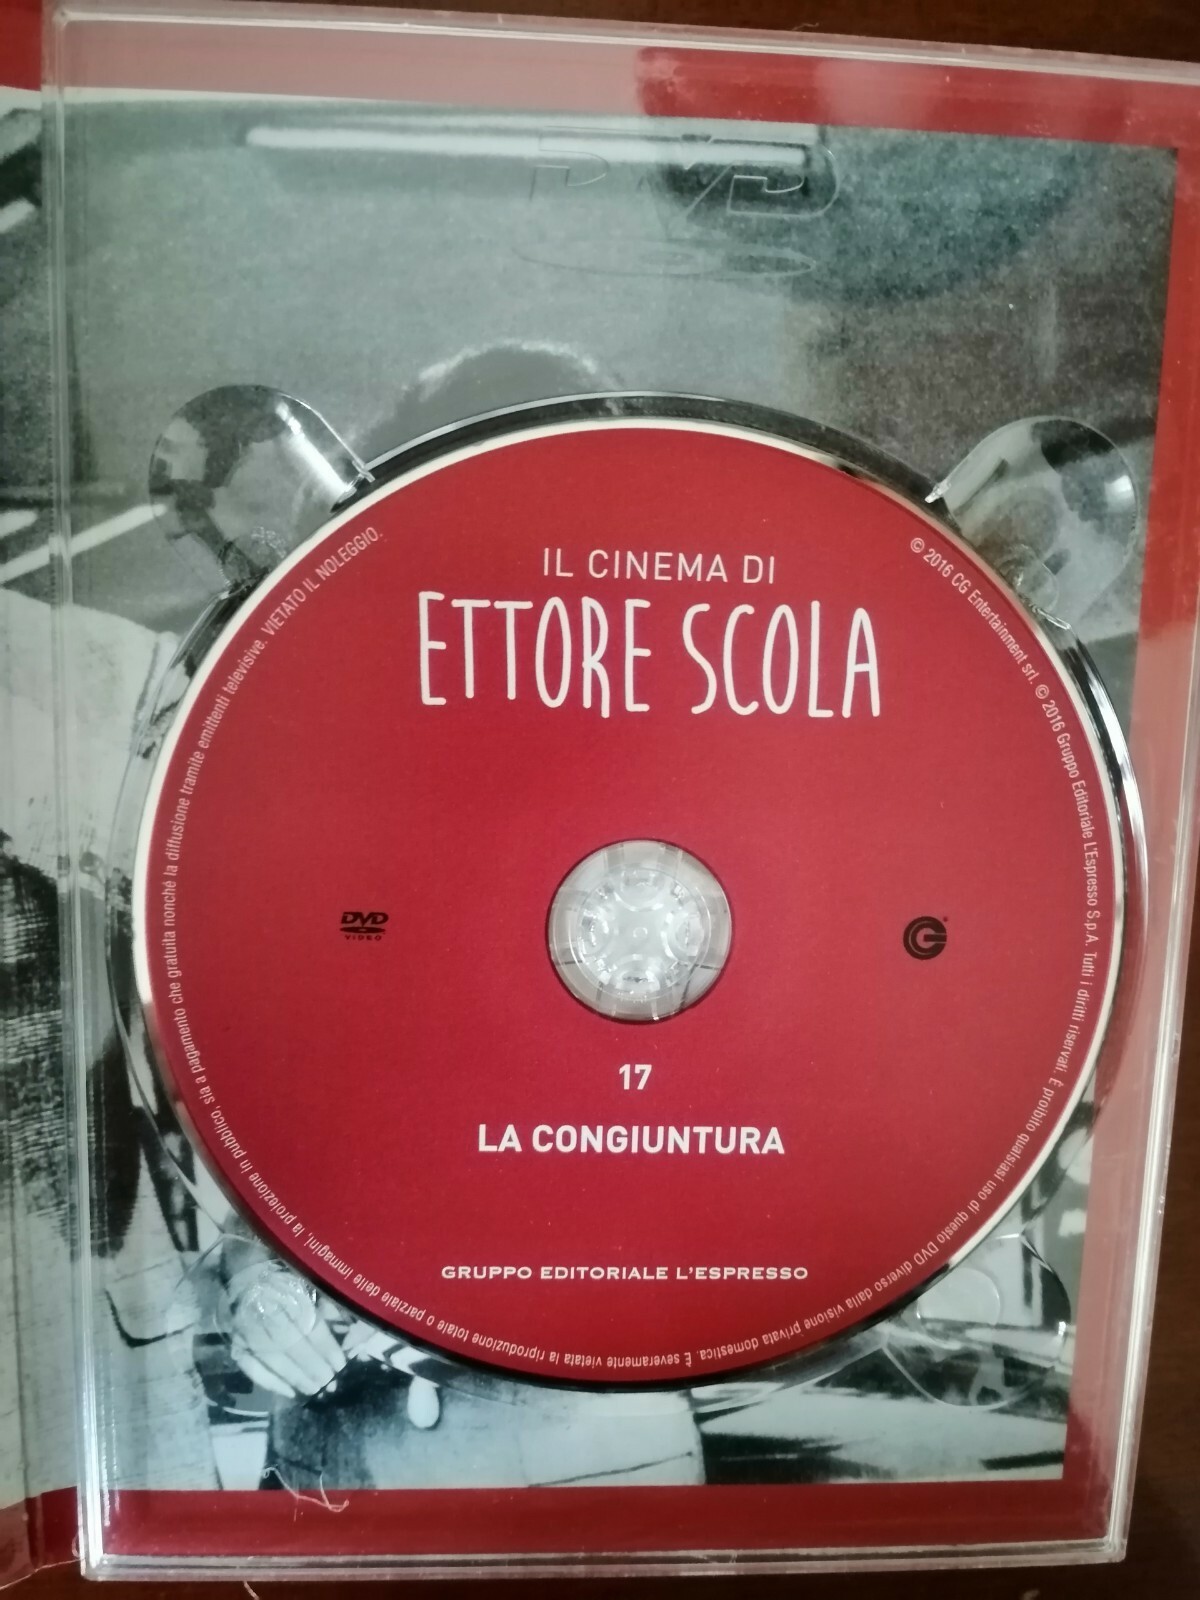 DVD
IL CINEMA DI
ETTORE SCOLA
DVD
VIDEO
17
LA CONGIUNTURA
GRUPPO EDITORIALE L'ESPRESSO
© 2016 CG Entertainment srl. © 2016 Gruppo Editoriale L'Espresso S.p.A. Tutti i diritti riservati. È proibito qualsiasi uso di questo DVD diverso dalla visione privata domestica. È severamente vietata la riproduzione totale o parziale delle immagini, la proiezione in pubblico, sia a pagamento che gratuita nonché la diffusione tramite emittenti televisive. VIETATO IL NOLEGGIO.